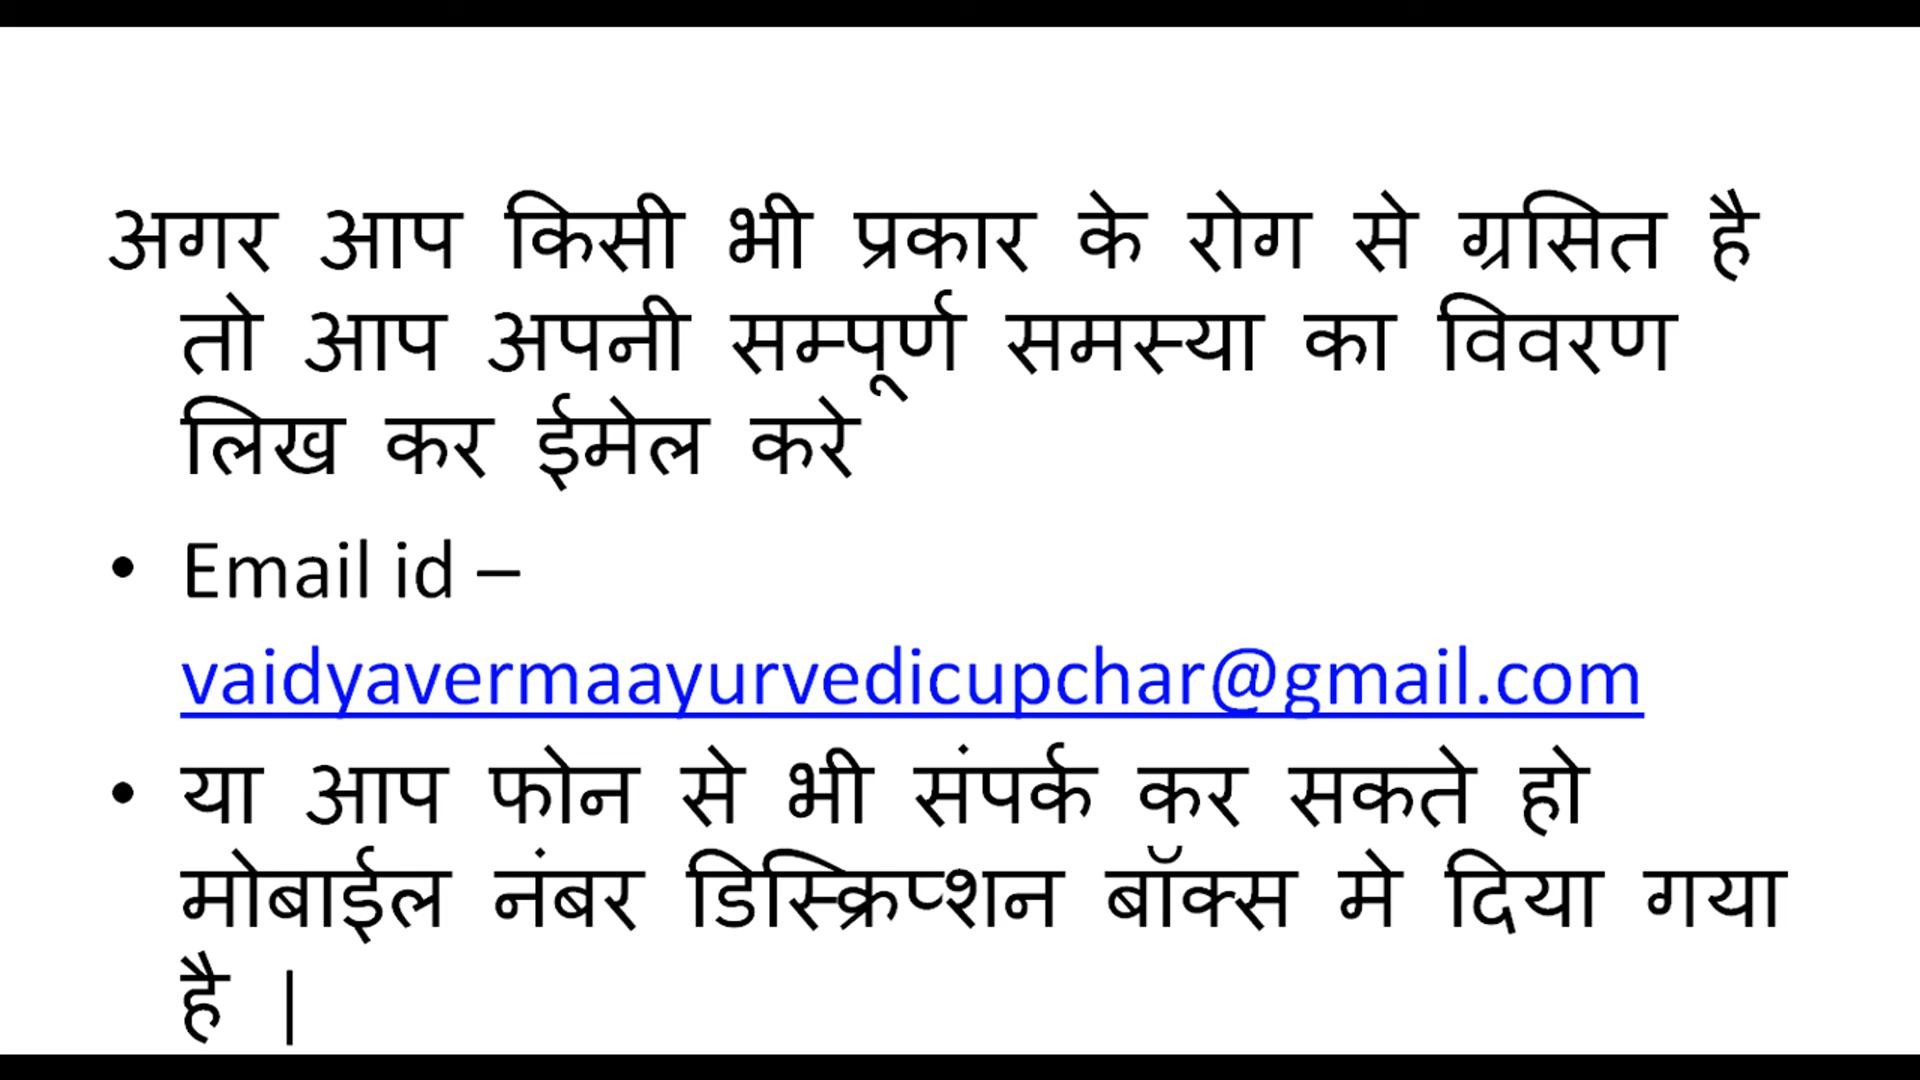 अगर आप किसी भी प्रकार के रोग से ग्रसित है
तो आप अपनी सम्पूर्ण समस्या का विवरण
लिख कर ईमेल करे
• Email id –
vaidyavermaayurvedicupchar@gmail.com
• या आप फोन से भी संपर्क कर सकते हो
मोबाईल नंबर डिस्क्रिप्शन बॉक्स मे दिया गया
है |